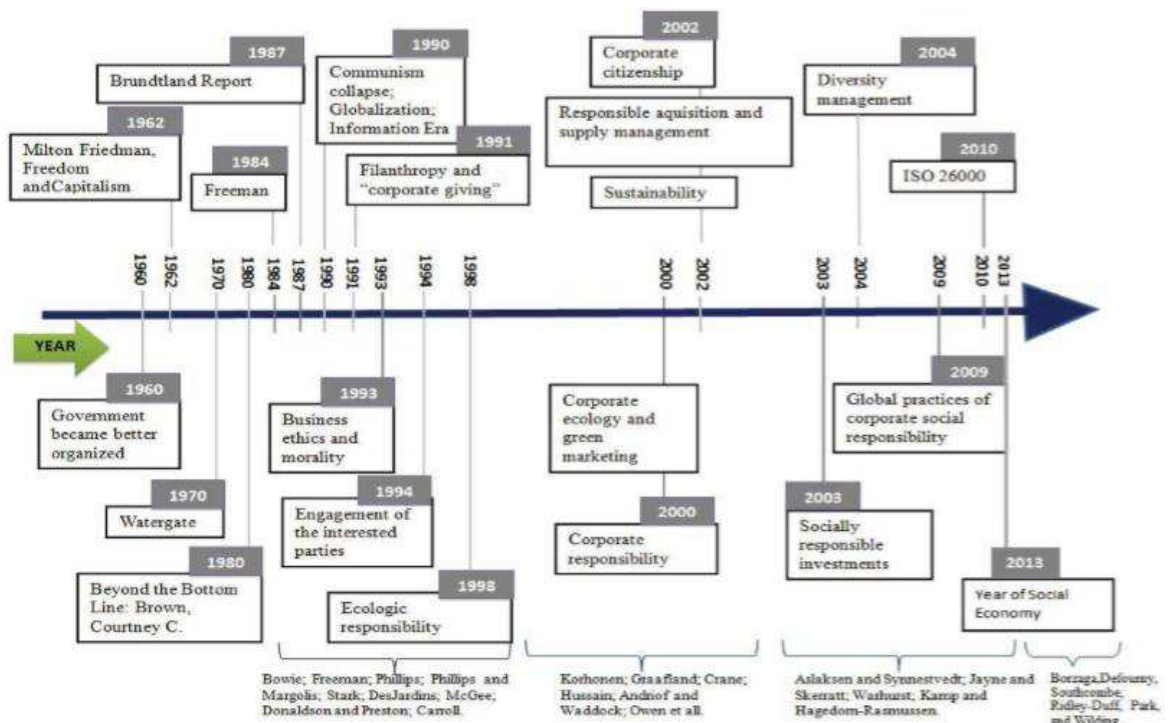 1987
Brundtland Report
1990
Communism
collapse;
Globalization;
Information Era
2002
Corporate
citizenship
Responsible aquisition and
supply management
Sustainability
2004
Diversity
management
1962
Milton Friedman,
Freedom
andCapitalism
1984
Freeman
1991
Filanthropy and
“corporate giving”
2010
ISO 26000
1960
1962
1970
1980
1984
1987
1990
1991
1993
1994
1998
2000
2002
2003
2004
2009
2010
2013
YEAR
1960
Government
became better
organized
1970
Watergate
1980
Beyond the Bottom
Line: Brown,
Courtney C.
1993
Business
ethics and
morality
1994
Engagement of
the interested
parties
1998
Ecologic
responsibility
Corporate
ecology and
green
marketing
2000
Corporate
responsibility
2009
Global practices of
corporate social
responsibility
2003
Socially
responsible
investments
2013
Year of Social
Economy
Bowie; Freeman; Phillips; Phillips and
Margolis; Stark; DesJardins; McGee;
Donaldson and Preston; Carroll.
Korhonen; Graafland; Crane;
Hussain; Andriof and
Waddock; Owen et all.
Aslaksen and Synnestvedt; Jayne and
Skerratt; Warhurst; Kamp and
Hagedorn-Rasmussen.
Borzaga,Defourny,
Southcombe,
Ridley-Duff, Park,
and Wilding